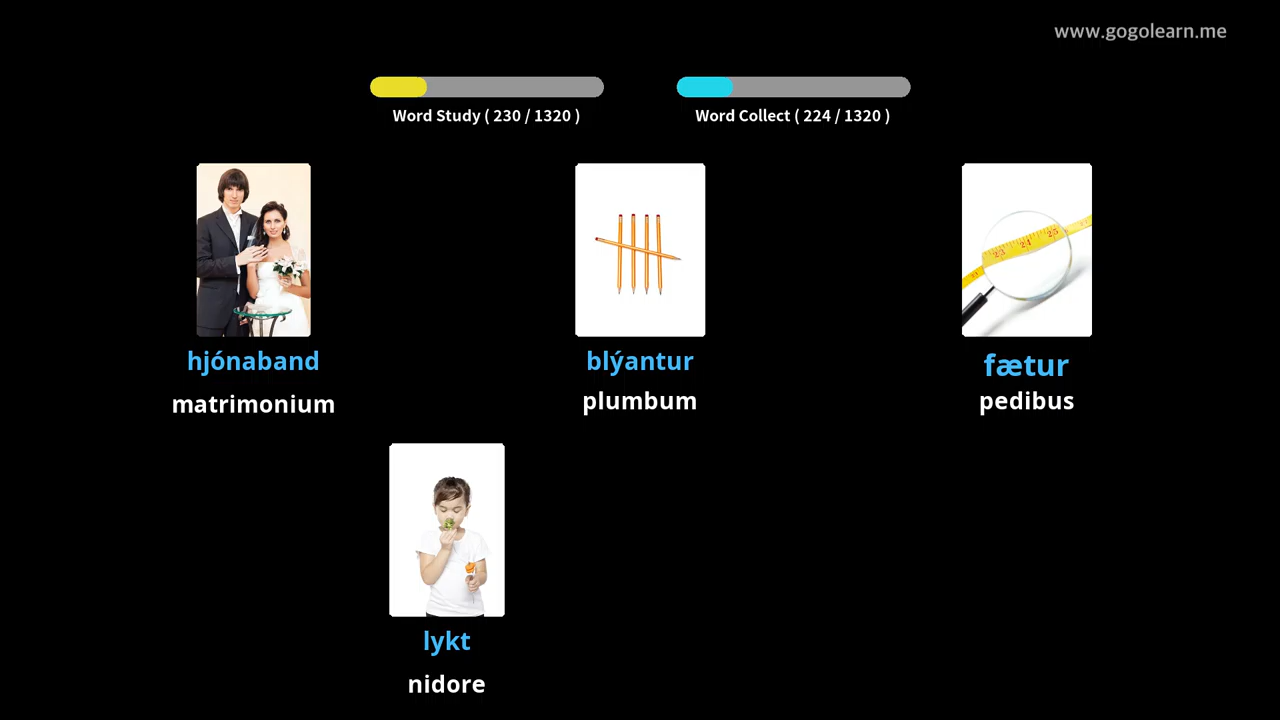 www.gogolearn.me
Word Study ( 230 / 1320 )
Word Collect ( 224 / 1320 )
hjónaband
blýantur
fætur
matrimonium
plumbum
pedibus
lykt
nidore